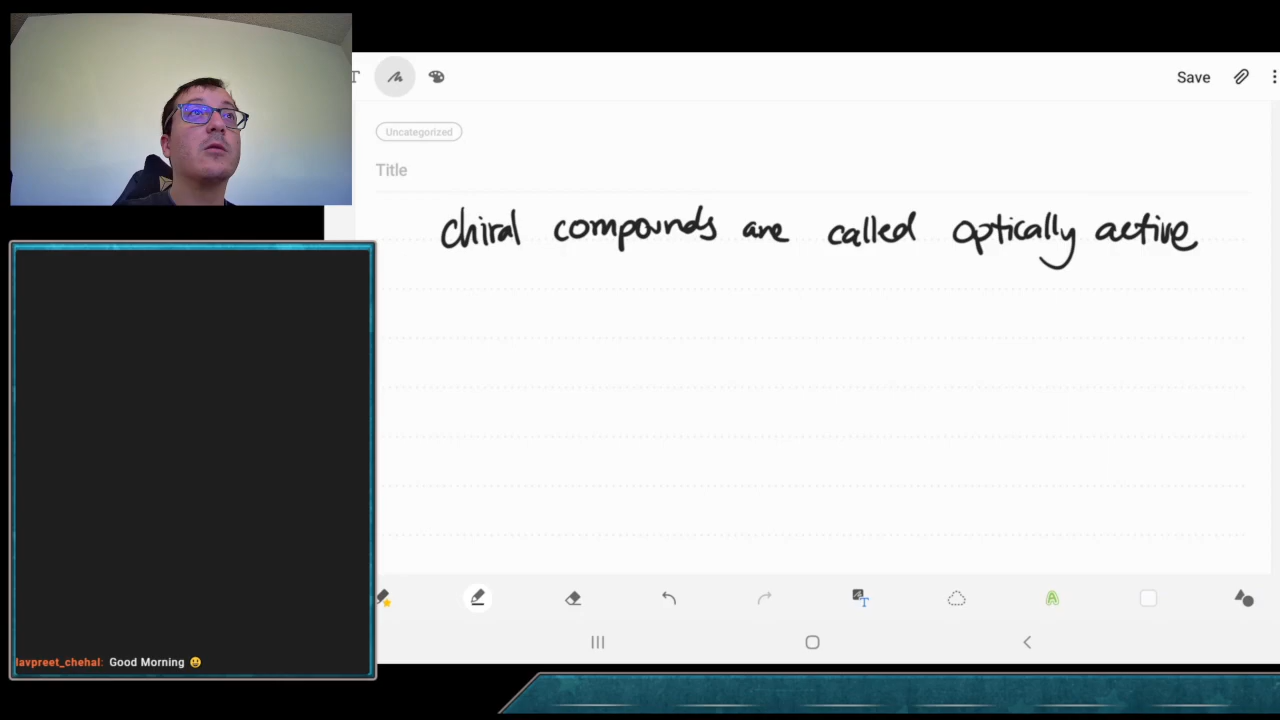 T
Save
Uncategorized
Title
chiral compounds are called optically active
T
A
lavpreet_chehal: Good Morning 😃